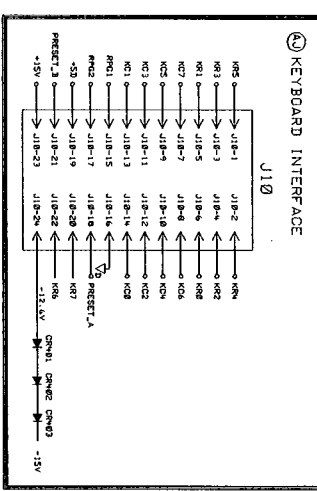 AJ KEYBOARD INTERFACE
J10
KR5 J10-1 J10-2 KR4
KR3 J10-3 J10-4 KR2
KR1 J10-5 J10-6 KR0
KC7 J10-7 J10-8 KC6
KC5 J10-9 J10-10 KC4
KC3 J10-11 J10-12 KC2
KC1 J10-13 J10-14 KC0
RPG1 J10-15 J10-16 D
RPG2 J10-17 J10-18 PRESET_A
+5D J10-19 J10-20 KR7
PRESET_B J10-21 J10-22 KR6
+15V J10-23 J10-24 -12.6V CR401 CR402 CR403 -15V